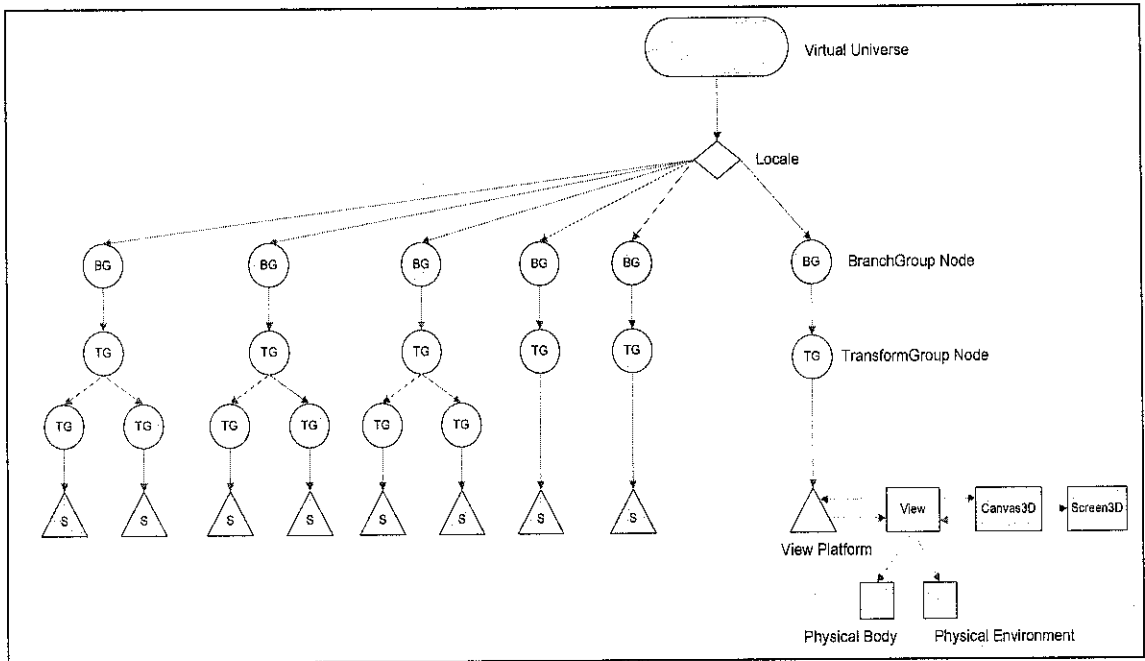 Virtual Universe
Locale
BG BG BG BG BG BG BranchGroup Node
TG TG TG TG TG TG TransformGroup Node
TG TG TG TG TG TG
S S S S S S S S View Canvas3D Screen3D
View Platform
Physical Body Physical Environment